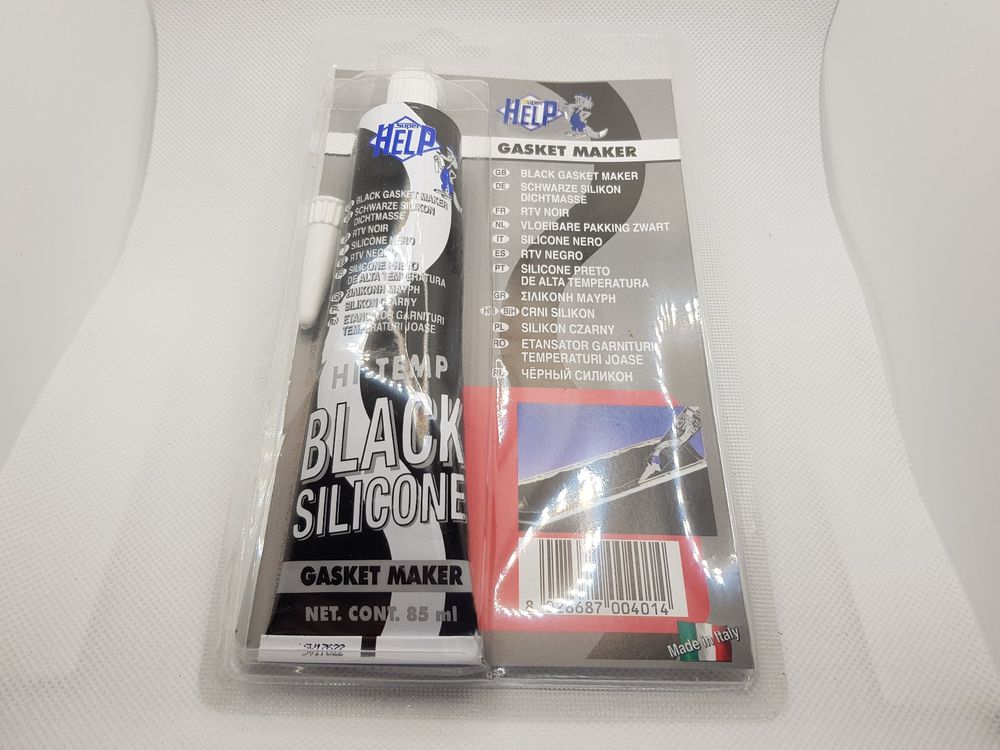 Super
HELP
BLACK GASKET MAKER
SCHWARZE SILIKON
DICHTMASSE
RTV NOIR
SILICONE NERO
RTV NEGRO
SILICONE PRETO
DE ALTA TEMPERATURA
ΣΙΛΙΚΟΝΗ ΜΑΥΡΗ
SILIKON CZARNY
ETANSATOR GARNITURI
TEMPERATURI JOASE
HI-TEMP
BLACK
SILICONE
GASKET MAKER
NET. CONT. 85 ml
Super
HELP
GASKET MAKER
GB BLACK GASKET MAKER
DE SCHWARZE SILIKON
DICHTMASSE
FR RTV NOIR
NL VLOEIBARE PAKKING ZWART
IT SILICONE NERO
ES RTV NEGRO
PT SILICONE PRETO
DE ALTA TEMPERATURA
GR ΣΙΛΙΚΟΝΗ ΜΑΥΡΗ
BIH CRNI SILIKON
PL SILIKON CZARNY
RO ETANSATOR GARNITURI
TEMPERATURI JOASE
RU ЧЁРНЫЙ СИЛИКОН
004014
Made in Italy